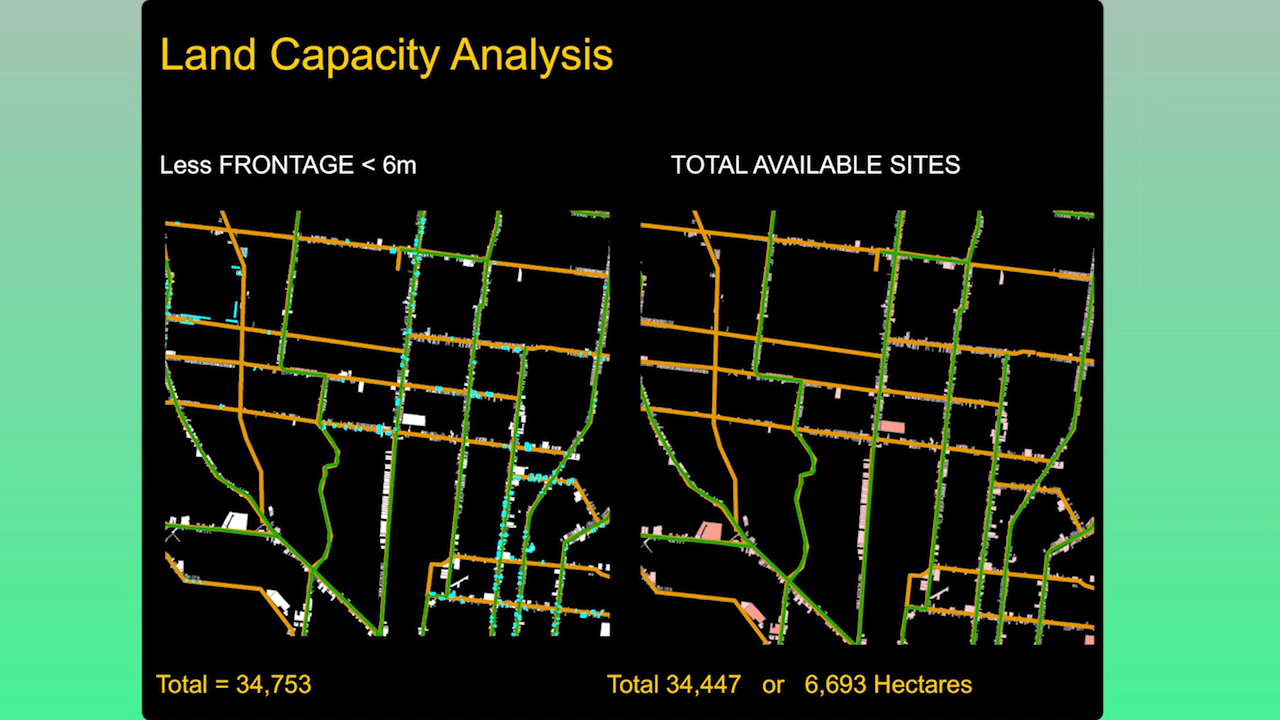 Land Capacity Analysis
Less FRONTAGE < 6m
TOTAL AVAILABLE SITES
Total = 34,753
Total 34,447 or 6,693 Hectares